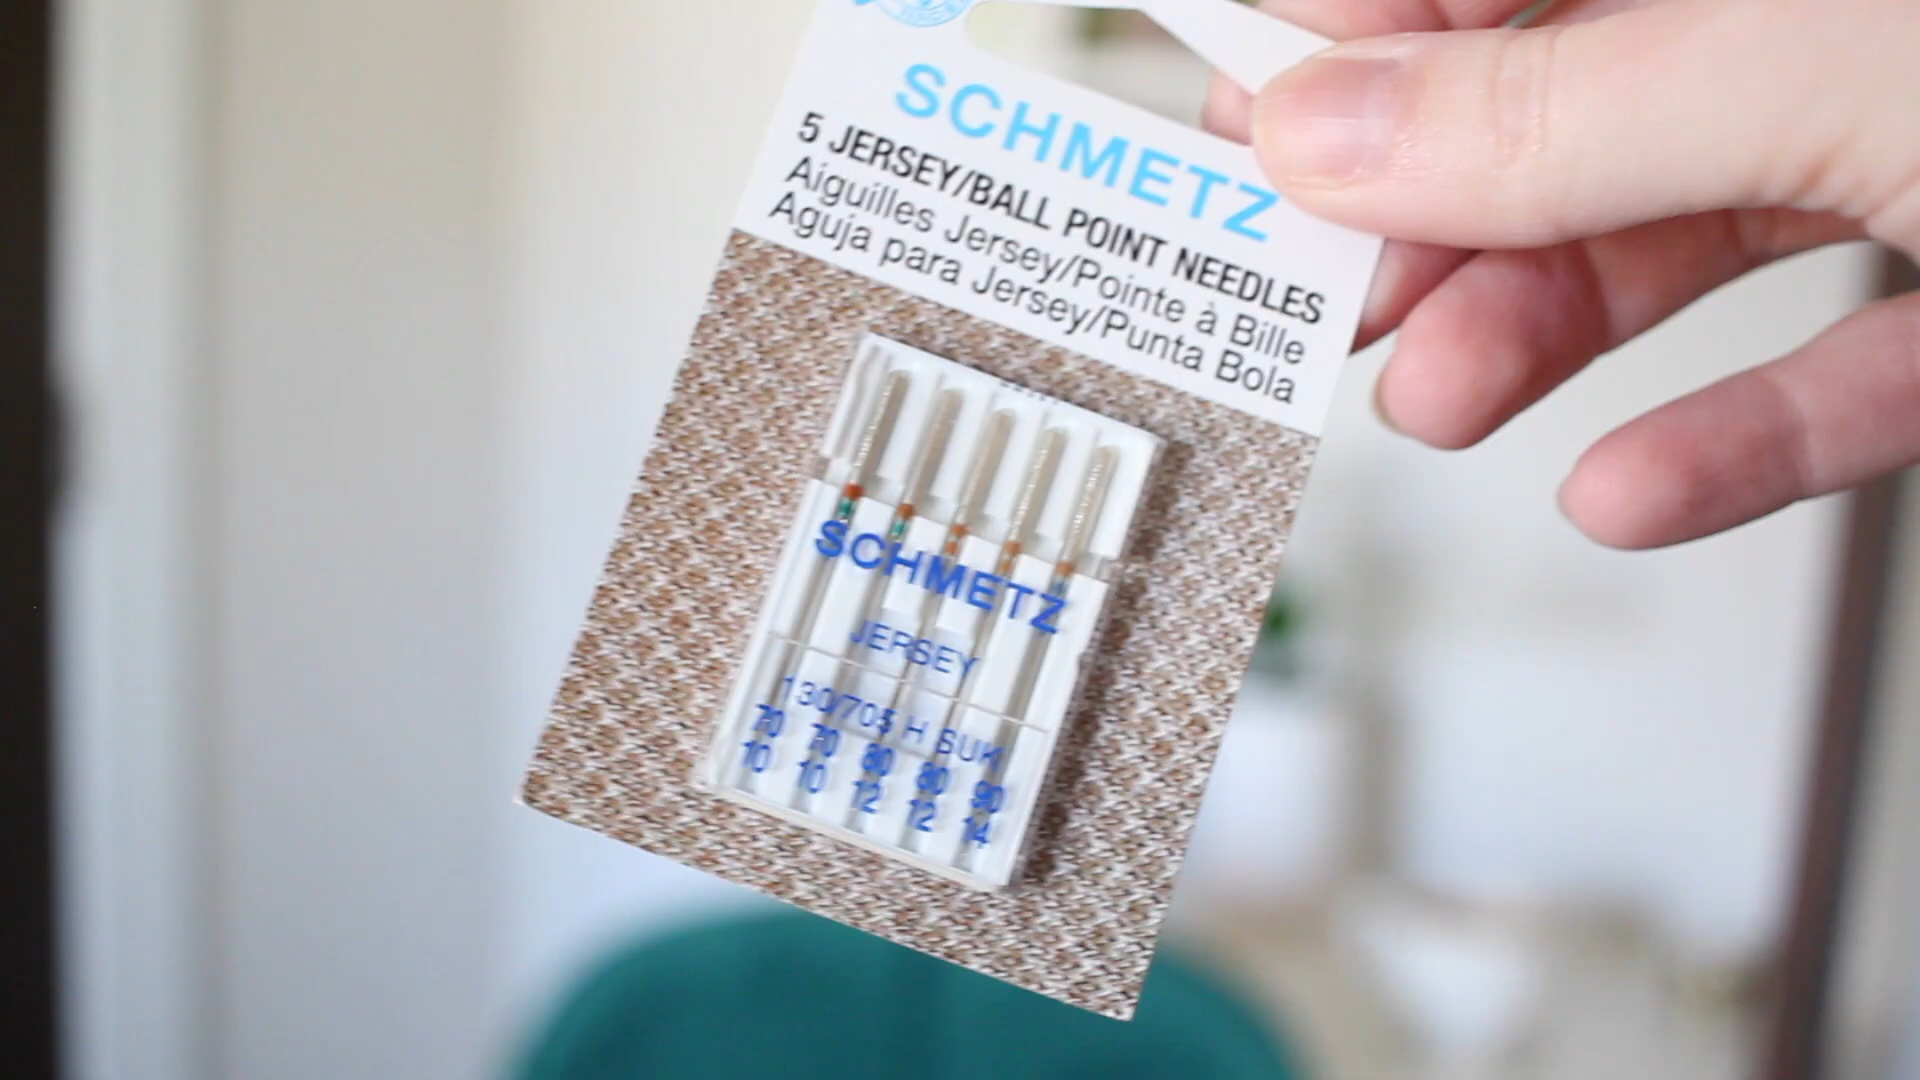 SCHMETZ
5 JERSEY/BALL POINT NEEDLES
Aiguilles Jersey/Pointe à Bille
Aguja para Jersey/Punta Bola
SCHMETZ
JERSEY
130/705 H SUK
70 70 80 80 90
10 10 12 12 14